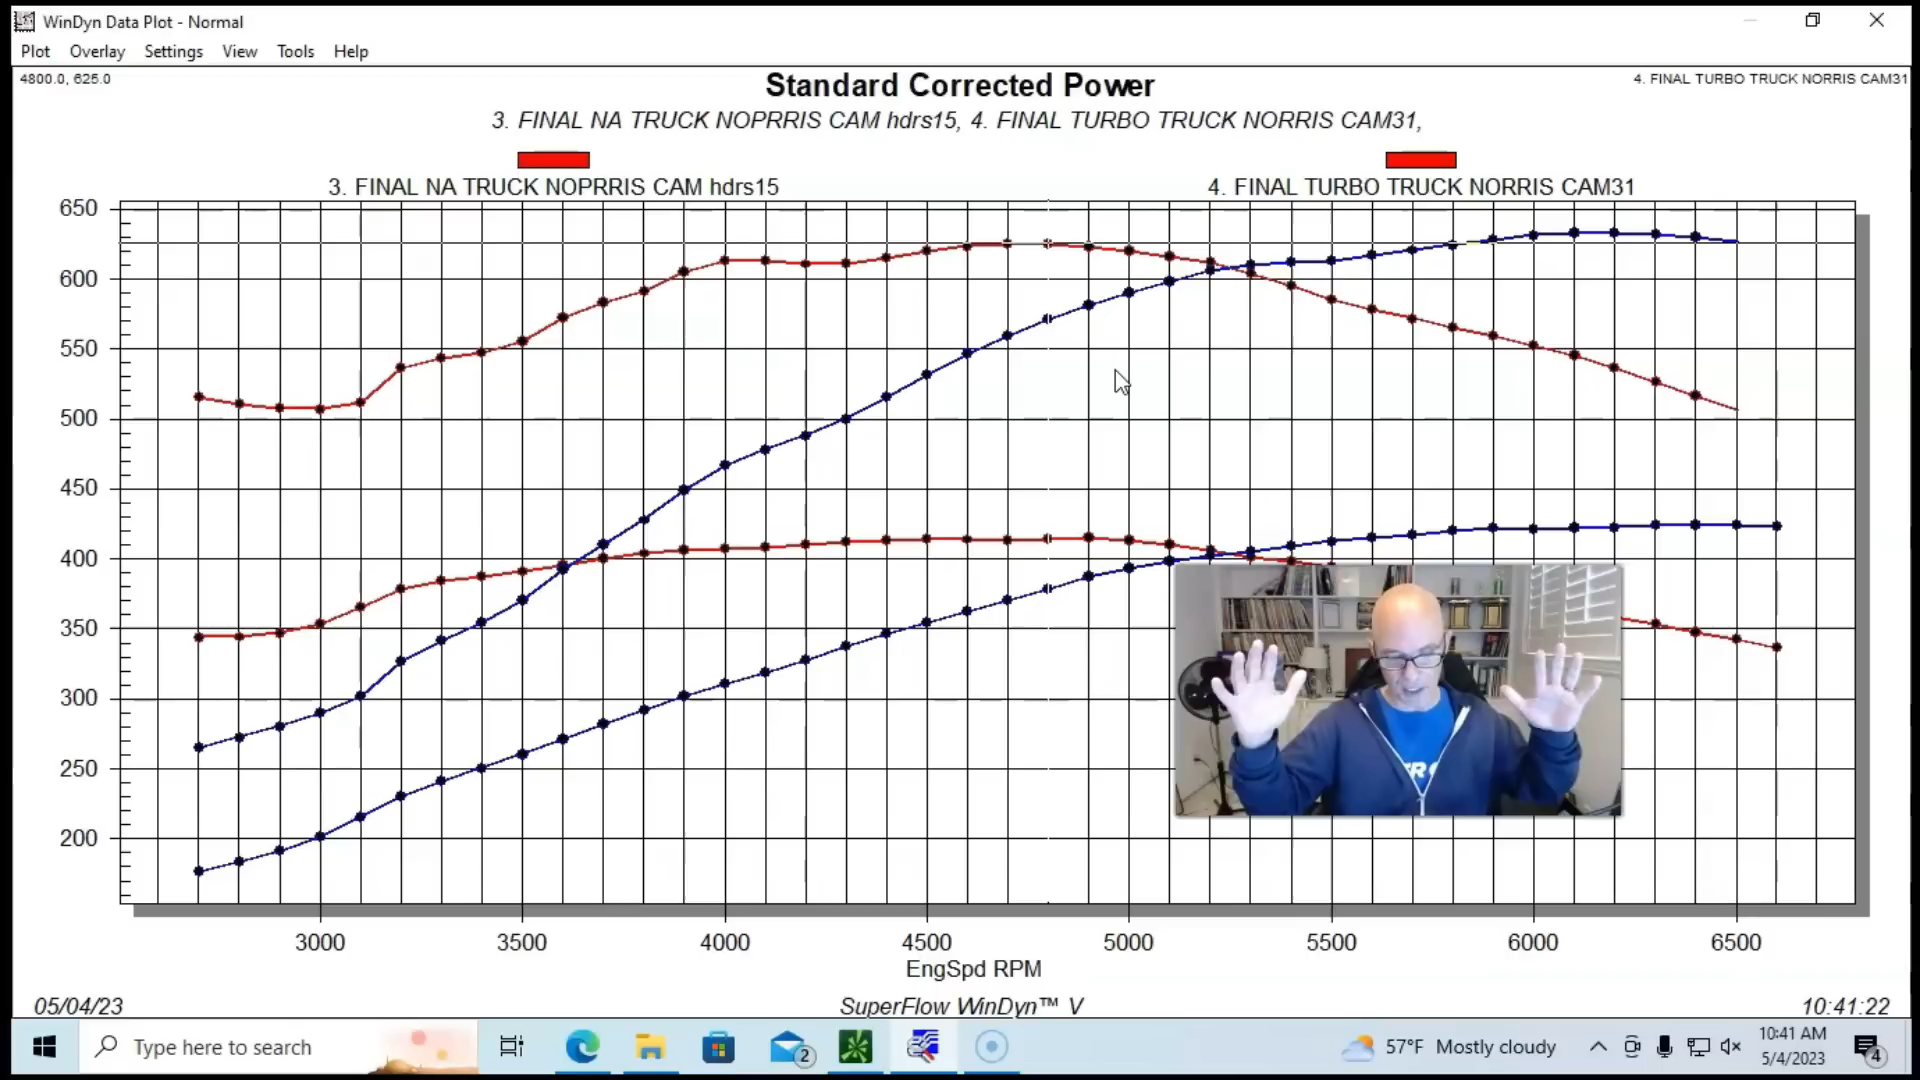 WinDyn Data Plot - Normal
Plot Overlay Settings View Tools Help
4800.0, 625.0
4. FINAL TURBO TRUCK NORRIS CAM31
Standard Corrected Power
3. FINAL NA TRUCK NOPRRIS CAM hdrs15, 4. FINAL TURBO TRUCK NORRIS CAM31,
3. FINAL NA TRUCK NOPRRIS CAM hdrs15
4. FINAL TURBO TRUCK NORRIS CAM31
650
600
550
500
450
400
350
300
250
200
3000 3500 4000 4500 5000 5500 6000 6500
EngSpd RPM
05/04/23
SuperFlow WinDyn™ V
10:41:22
Type here to search
2
57°F Mostly cloudy
10:41 AM
5/4/2023
4